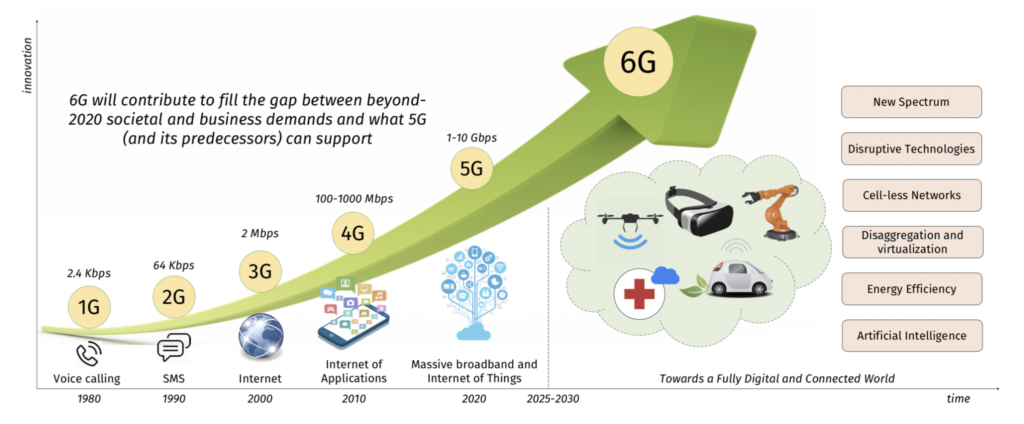 innovation
6G will contribute to fill the gap between beyond-
2020 societal and business demands and what 5G
(and its predecessors) can support
2.4 Kbps
1G
Voice calling
1980
64 Kbps
2G
SMS
1990
2 Mbps
3G
Internet
2000
100-1000 Mbps
4G
Internet of
Applications
2010
1-10 Gbps
5G
Massive broadband and
Internet of Things
2020
6G
2025-2030
Towards a Fully Digital and Connected World
New Spectrum
Disruptive Technologies
Cell-less Networks
Disaggregation and
virtualization
Energy Efficiency
Artificial Intelligence
time